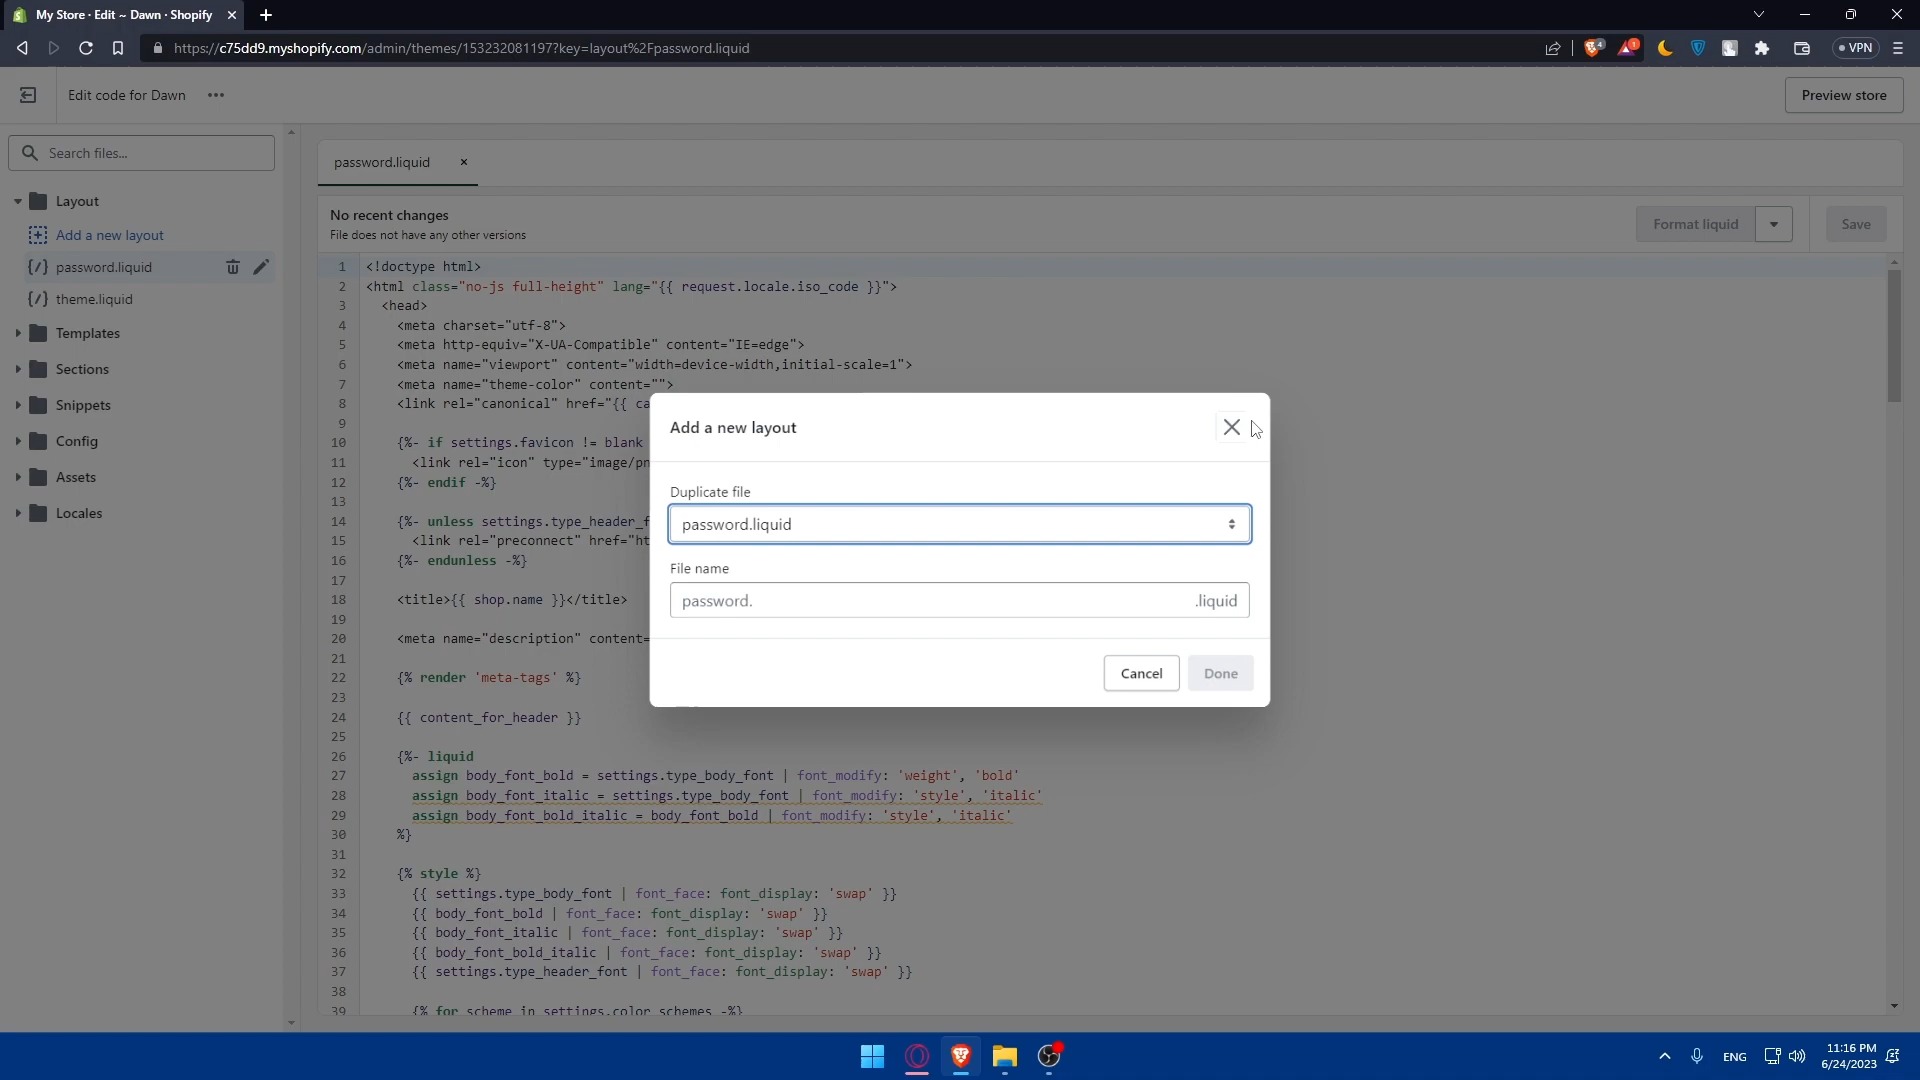 My Store · Edit ~ Dawn · Shopify
https://c75dd9.myshopify.com/admin/themes/153232081197?key=layout%2Fpassword.liquid
4
1
VPN
Edit code for Dawn
Preview store
Search files...
Layout
Add a new layout
password.liquid
theme.liquid
Templates
Sections
Snippets
Config
Assets
Locales
password.liquid
No recent changes
File does not have any other versions
Format liquid
Save
1 <!doctype html>
2 <html class="no-js full-height" lang="{{ request.locale.iso_code }}">
3 <head>
4 <meta charset="utf-8">
5 <meta http-equiv="X-UA-Compatible" content="IE=edge">
6 <meta name="viewport" content="width=device-width,initial-scale=1">
7 <meta name="theme-color" content="">
8 <link rel="canonical" href="{{ ca
9
10 {%- if settings.favicon != blank
11 <link rel="icon" type="image/pn
12 {%- endif -%}
13
14 {%- unless settings.type_header_f
15 <link rel="preconnect" href="ht
16 {%- endunless -%}
17
18 <title>{{ shop.name }}</title>
19
20 <meta name="description" content=
21
22 {% render 'meta-tags' %}
23
24 {{ content_for_header }}
25
26 {%- liquid
27 assign body_font_bold = settings.type_body_font | font_modify: 'weight', 'bold'
28 assign body_font_italic = settings.type_body_font | font_modify: 'style', 'italic'
29 assign body_font_bold_italic = body_font_bold | font_modify: 'style', 'italic'
30 %}
31
32 {% style %}
33 {{ settings.type_body_font | font_face: font_display: 'swap' }}
34 {{ body_font_bold | font_face: font_display: 'swap' }}
35 {{ body_font_italic | font_face: font_display: 'swap' }}
36 {{ body_font_bold_italic | font_face: font_display: 'swap' }}
37 {{ settings.type_header_font | font_face: font_display: 'swap' }}
38
39 {% for scheme in settings.color_schemes -%}
Add a new layout
Duplicate file
password.liquid
File name
password.
.liquid
Cancel
Done
ENG
11:16 PM
6/24/2023